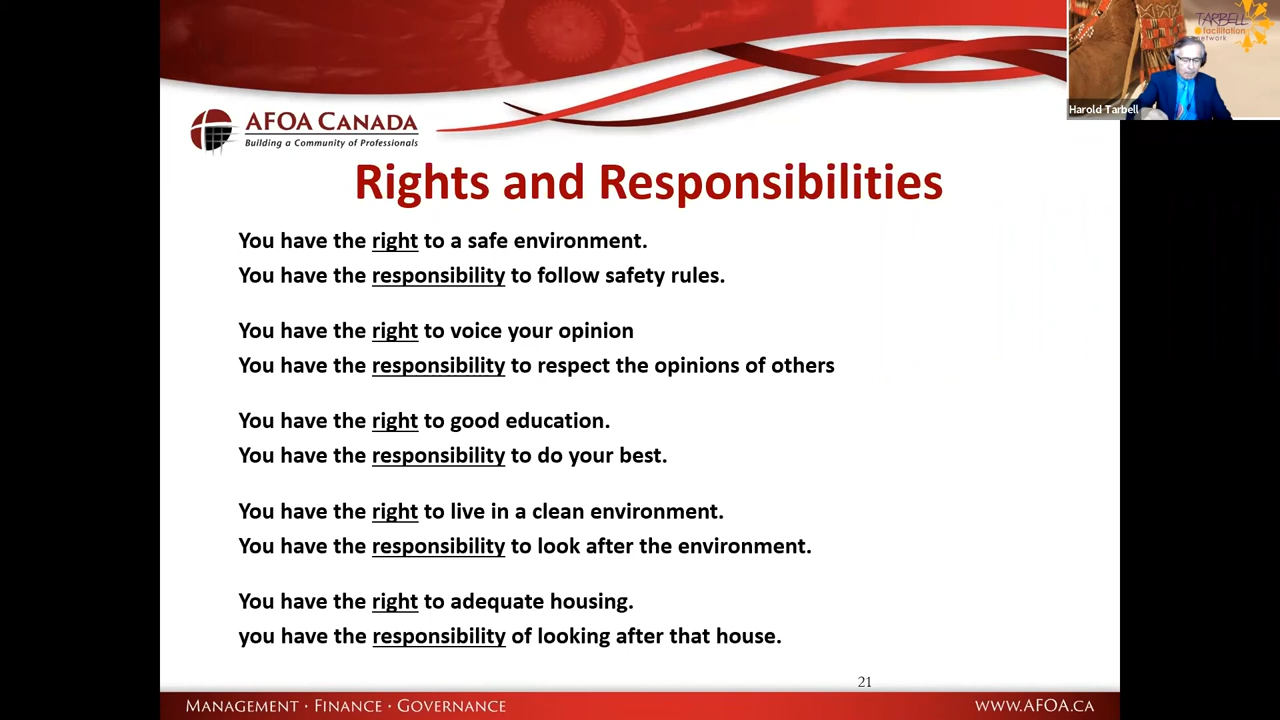 TARBELL
facilitation
network
Harold Tarbell
AFOA CANADA
Building a Community of Professionals
Rights and Responsibilities
You have the right to a safe environment.
You have the responsibility to follow safety rules.
You have the right to voice your opinion
You have the responsibility to respect the opinions of others
You have the right to good education.
You have the responsibility to do your best.
You have the right to live in a clean environment.
You have the responsibility to look after the environment.
You have the right to adequate housing.
you have the responsibility of looking after that house.
21
MANAGEMENT · FINANCE · GOVERNANCE
WWW.AFOA.CA